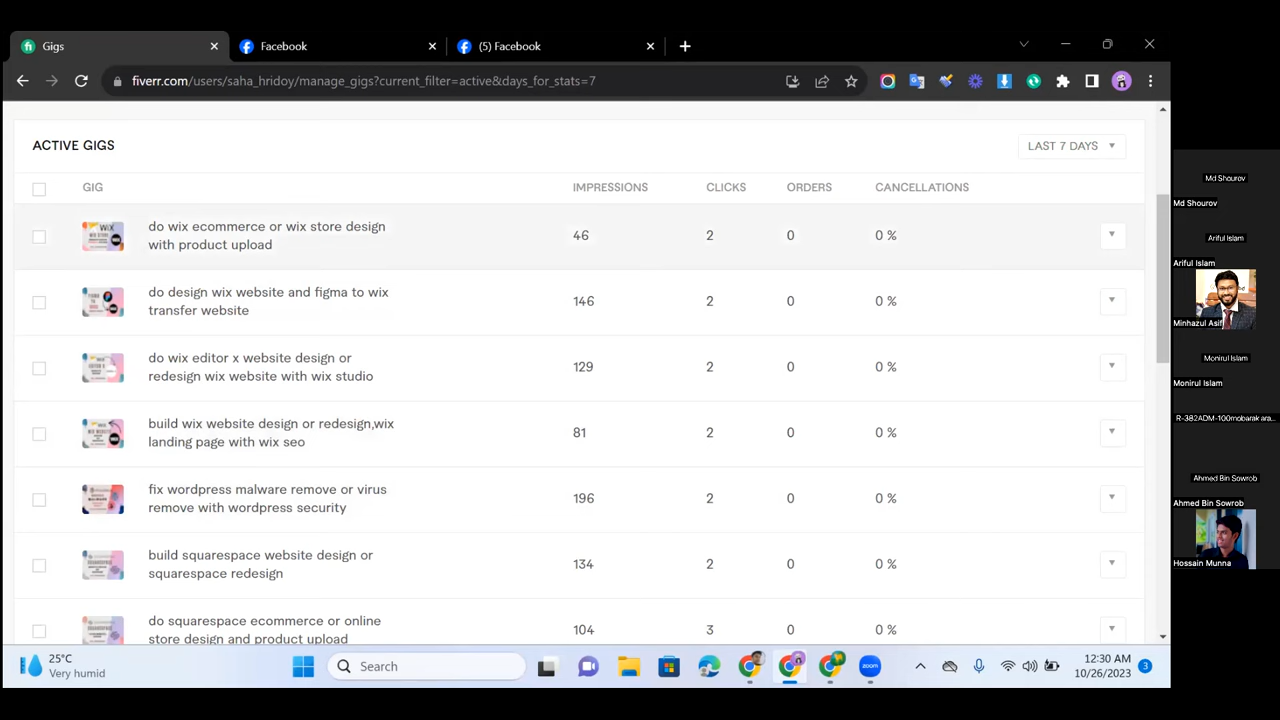 Gigs
Facebook
(5) Facebook
fiverr.com/users/saha_hridoy/manage_gigs?current_filter=active&days_for_stats=7
ACTIVE GIGS
LAST 7 DAYS
GIG IMPRESSIONS CLICKS ORDERS CANCELLATIONS
do wix ecommerce or wix store design
with product upload
46 2 0 0 %
do design wix website and figma to wix
transfer website
146 2 0 0 %
do wix editor x website design or
redesign wix website with wix studio
129 2 0 0 %
build wix website design or redesign,wix
landing page with wix seo
81 2 0 0 %
fix wordpress malware remove or virus
remove with wordpress security
196 2 0 0 %
build squarespace website design or
squarespace redesign
134 2 0 0 %
do squarespace ecommerce or online
store design and product upload
104 3 0 0 %
Md Shourov
Md Shourov
Ariful Islam
Ariful Islam
Minhazul Asif
Monirul Islam
Monirul Islam
R-382ADM-100mobarak ara...
Ahmed Bin Sowrob
Ahmed Bin Sowrob
Hossain Munna
25°C
Very humid
Search
zoom
12:30 AM
10/26/2023
3